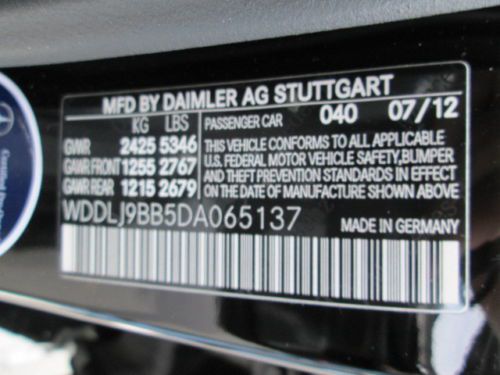 MFD BY DAIMLER AG STUTTGART
KG LBS PASSENGER CAR 040 07/12
GWR 2425 5346 THIS VEHICLE CONFORMS TO ALL APPLICABLE
GAWR FRONT 1255 2767 U.S. FEDERAL MOTOR VEHICLE SAFETY, BUMPER
GAWR REAR 1215 2679 AND THEFT PREVENTION STANDARDS IN EFFECT
ON THE DATE OF MANUFACTURE SHOWN ABOVE.
WDDLJ9BB5DA065137 MADE IN GERMANY